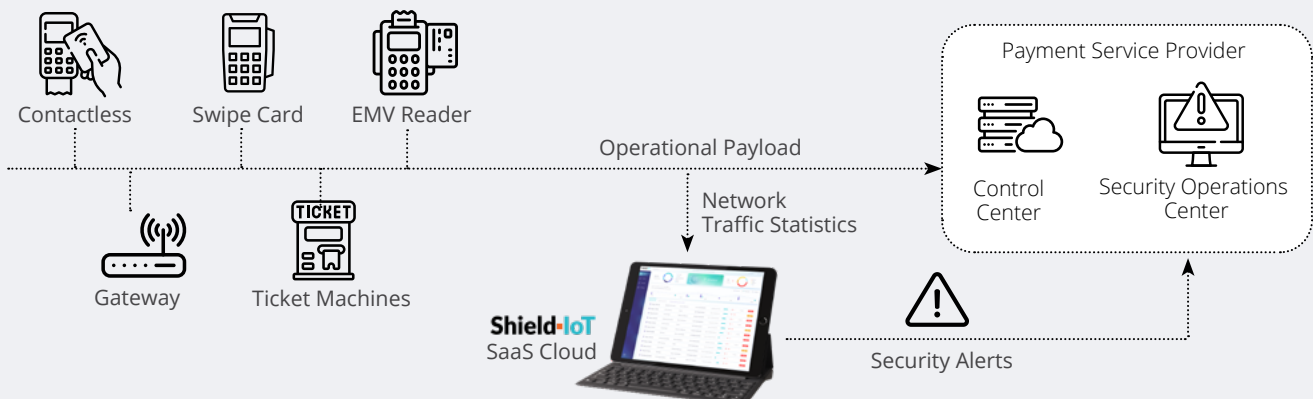 Contactless
Swipe Card
EMV Reader
Payment Service Provider
Operational Payload
Network
Traffic Statistics
Control
Center
Security Operations
Center
TICKET
Gateway
Ticket Machines
Shield-IoT
SaaS Cloud
Security Alerts